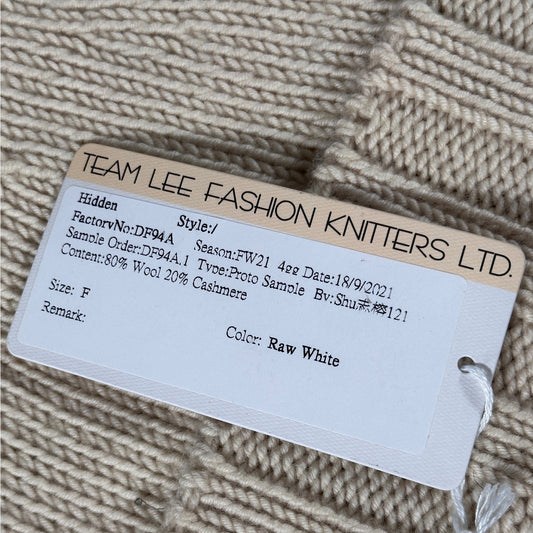 TEAM LEE FASHION KNITTERS LTD.
Hidden Style:/
FactoryNo:DF94A Season:FW21 4gg Date:18/9/2021
Sample Order:DF94A.1 Type:Proto Sample By:Shu 121
Content:80% Wool 20% Cashmere
Size: F
Remark:
Color: Raw White